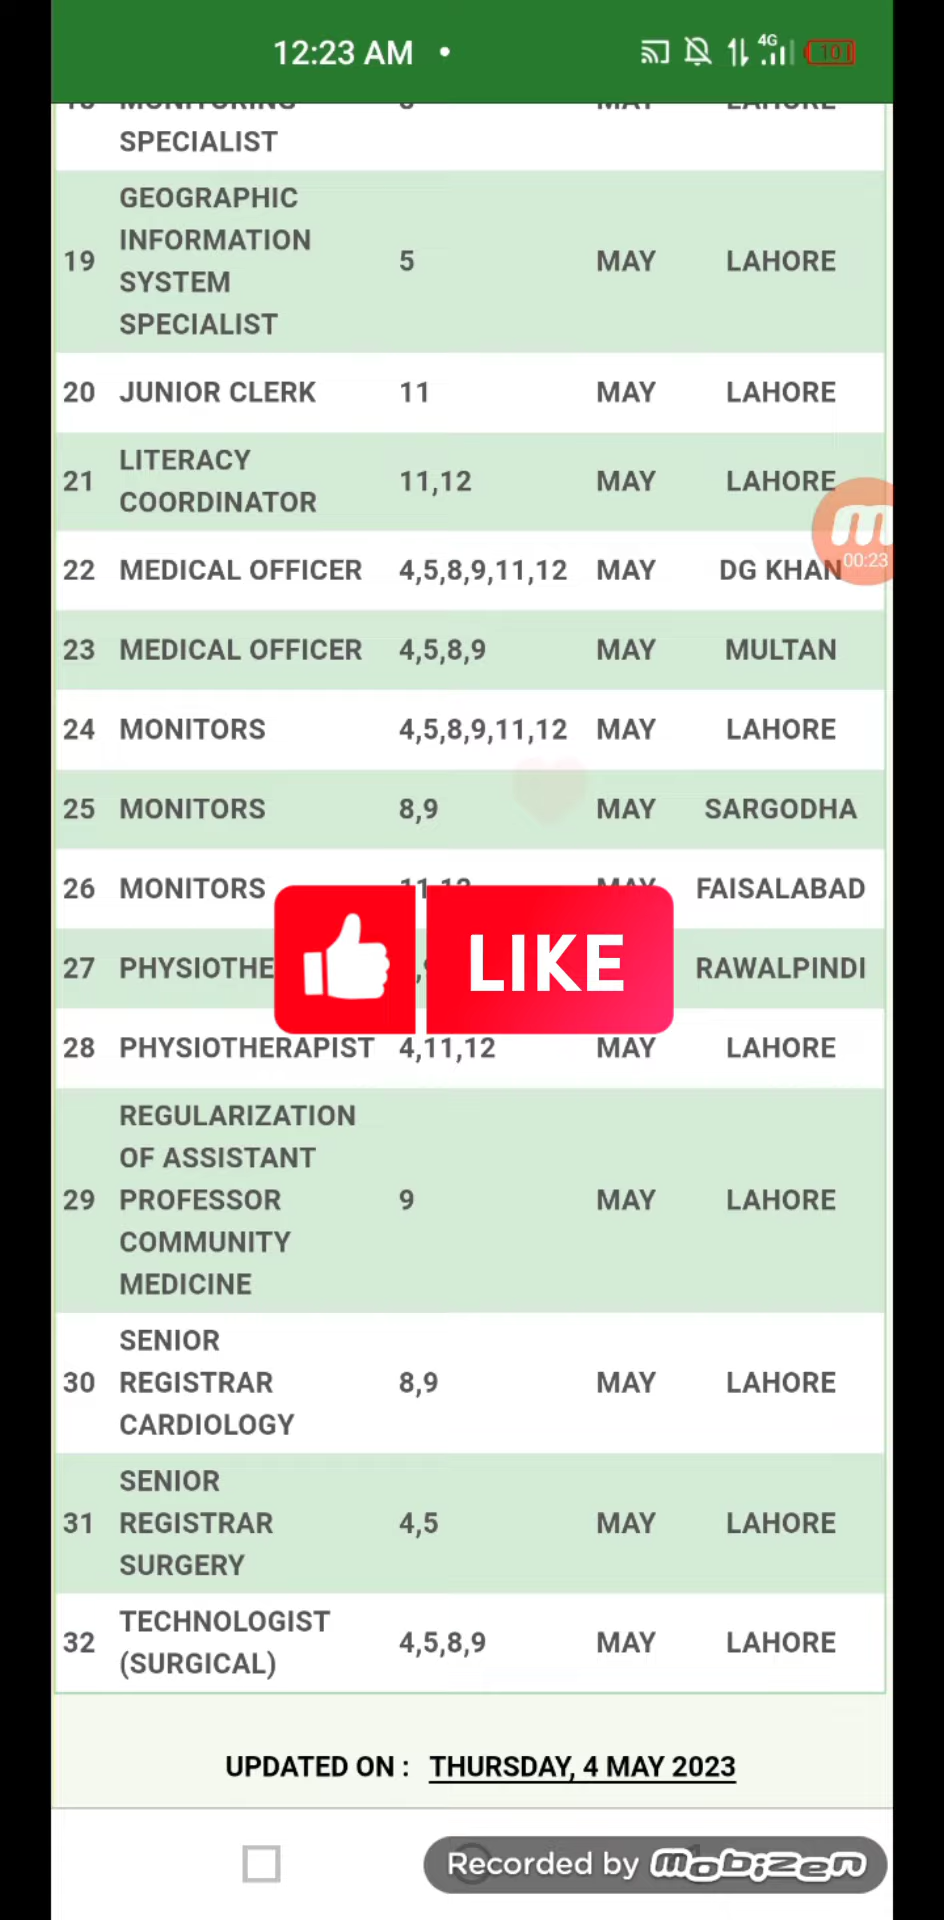 12:23 AM
4G
10
SPECIALIST
GEOGRAPHIC
INFORMATION
19 SYSTEM 5 MAY LAHORE
SPECIALIST
20 JUNIOR CLERK 11 MAY LAHORE
LITERACY
21 COORDINATOR 11,12 MAY LAHORE
22 MEDICAL OFFICER 4,5,8,9,11,12 MAY DG KHAN
00:23
23 MEDICAL OFFICER 4,5,8,9 MAY MULTAN
24 MONITORS 4,5,8,9,11,12 MAY LAHORE
25 MONITORS 8,9 MAY SARGODHA
26 MONITORS MAY FAISALABAD
27 PHYSIOTHE RAWALPINDI
LIKE
28 PHYSIOTHERAPIST 4,11,12 MAY LAHORE
REGULARIZATION
OF ASSISTANT
29 PROFESSOR 9 MAY LAHORE
COMMUNITY
MEDICINE
SENIOR
30 REGISTRAR 8,9 MAY LAHORE
CARDIOLOGY
SENIOR
31 REGISTRAR 4,5 MAY LAHORE
SURGERY
TECHNOLOGIST
32 (SURGICAL) 4,5,8,9 MAY LAHORE
UPDATED ON : THURSDAY, 4 MAY 2023
Recorded by mobizen